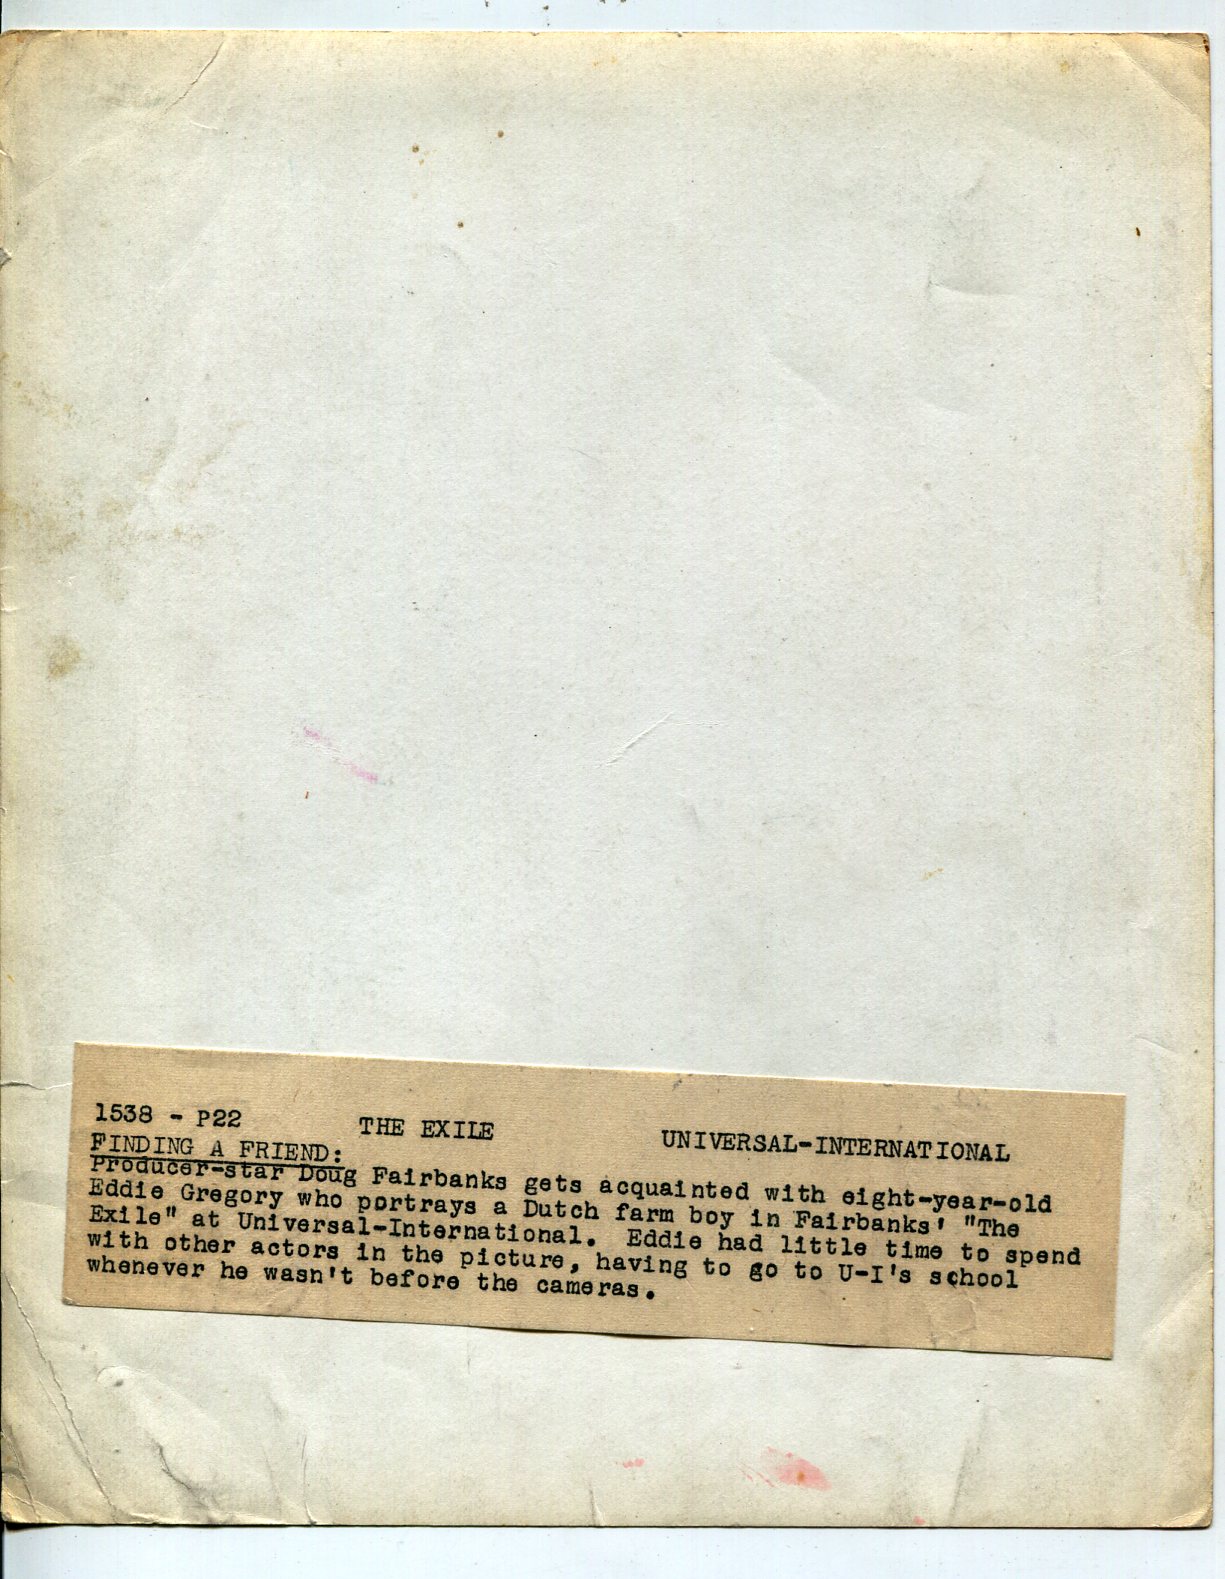 1538 - P22 THE EXILE UNIVERSAL-INTERNATIONAL
FINDING A FRIEND:
Producer-star Doug Fairbanks gets acquainted with eight-year-old
Eddie Gregory who portrays a Dutch farm boy in Fairbanks' "The
Exile" at Universal-International. Eddie had little time to spend
with other actors in the picture, having to go to U-I's school
whenever he wasn't before the cameras.